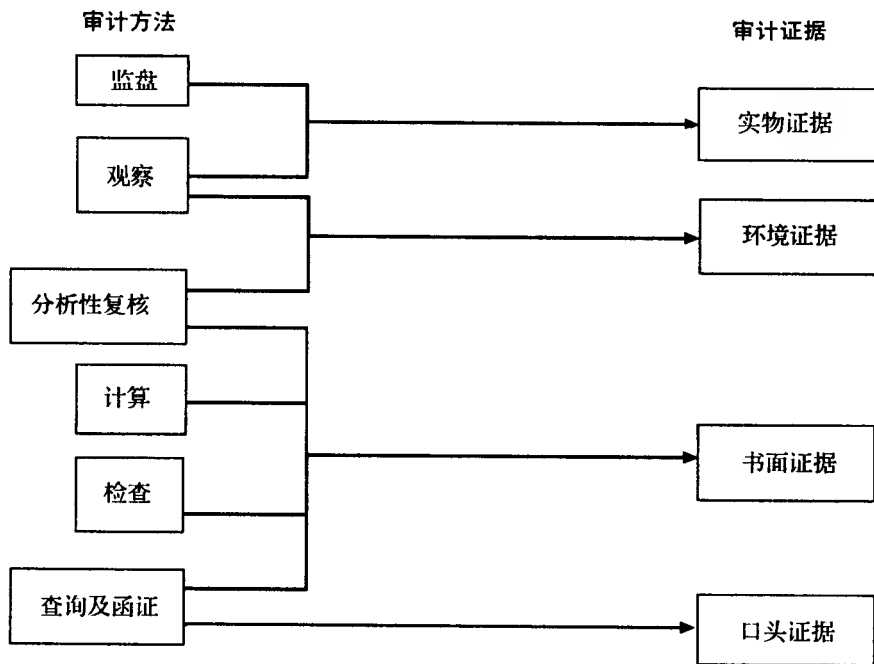 审计方法
审计证据
监盘
实物证据
观察
环境证据
分析性复核
计算
书面证据
检查
查询及函证
口头证据